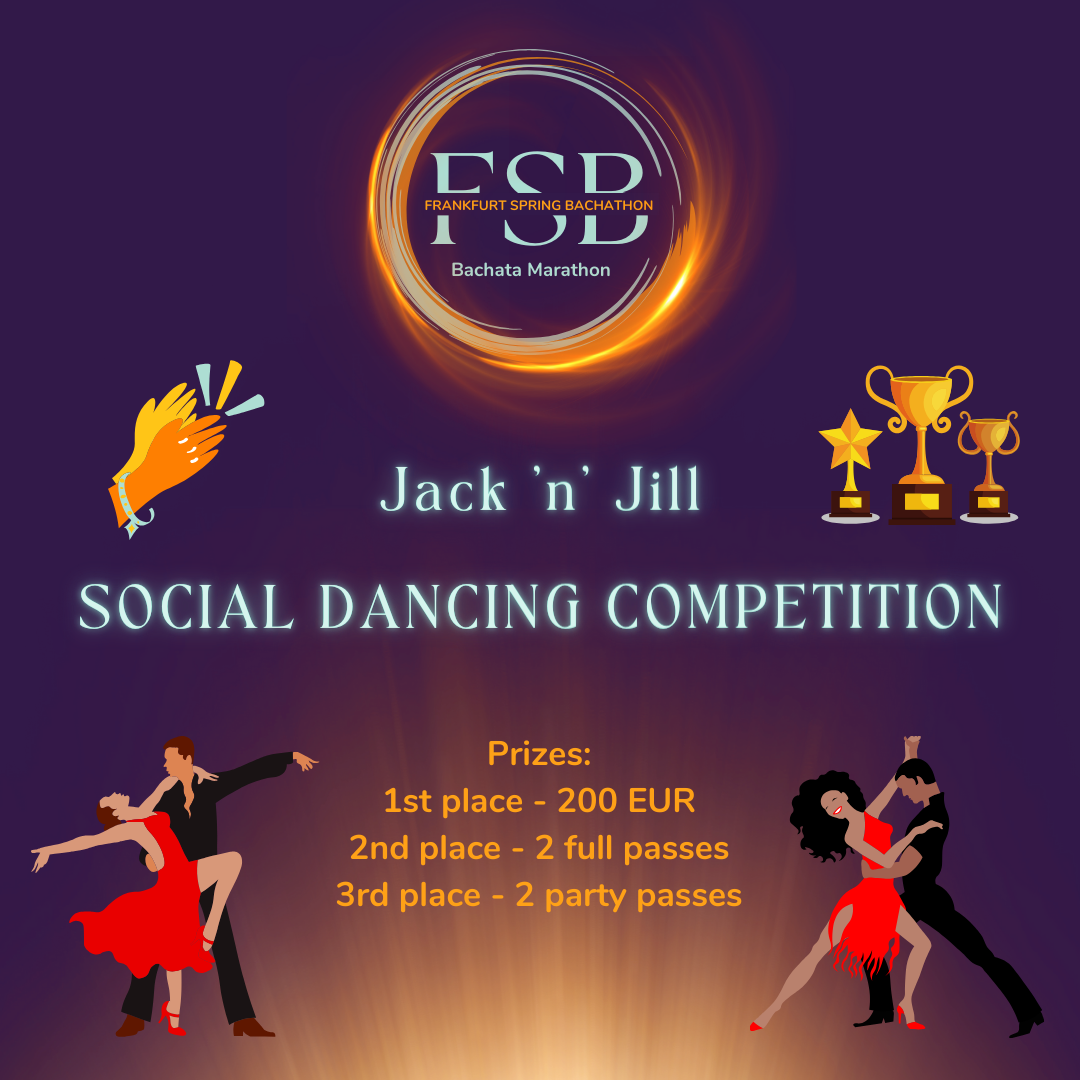 FSB
FRANKFURT SPRING BACHATHON
Bachata Marathon
Jack 'n' Jill
SOCIAL DANCING COMPETITION
Prizes:
1st place - 200 EUR
2nd place - 2 full passes
3rd place - 2 party passes